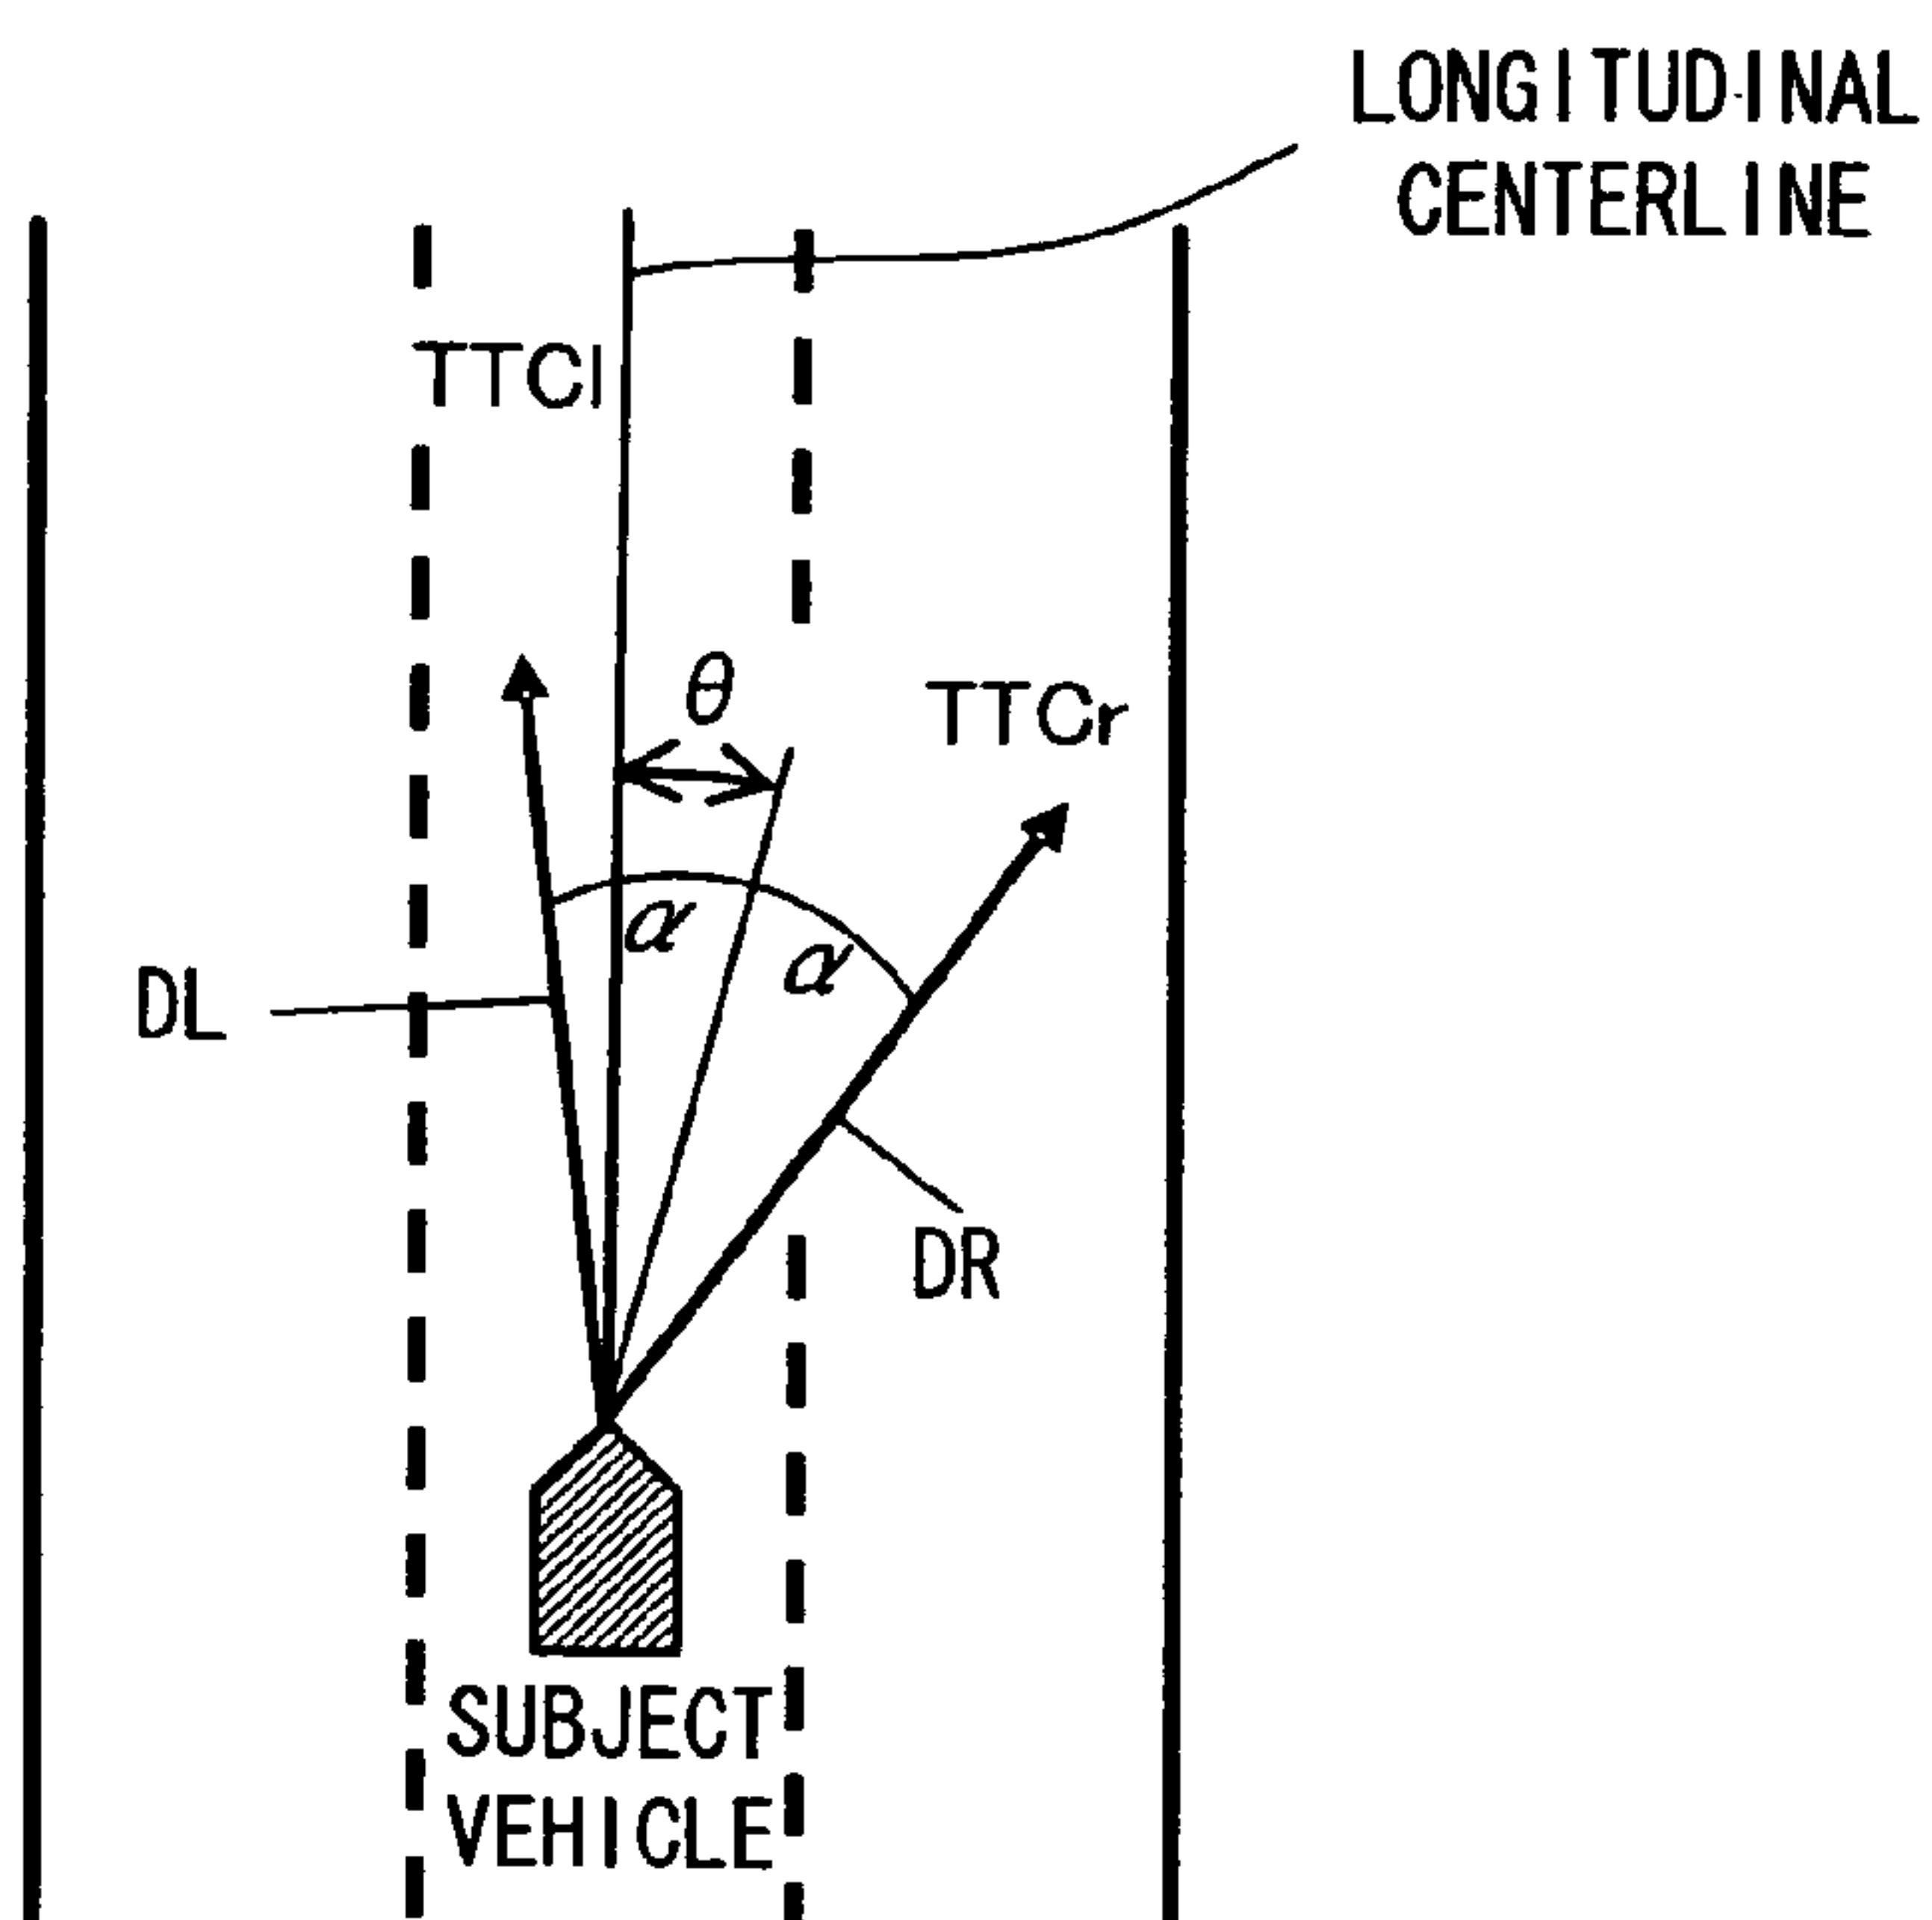 LONGITUDINAL
CENTERLINE
TTCl
θ
TTCr
α
α
DL
DR
SUBJECT
VEHICLE